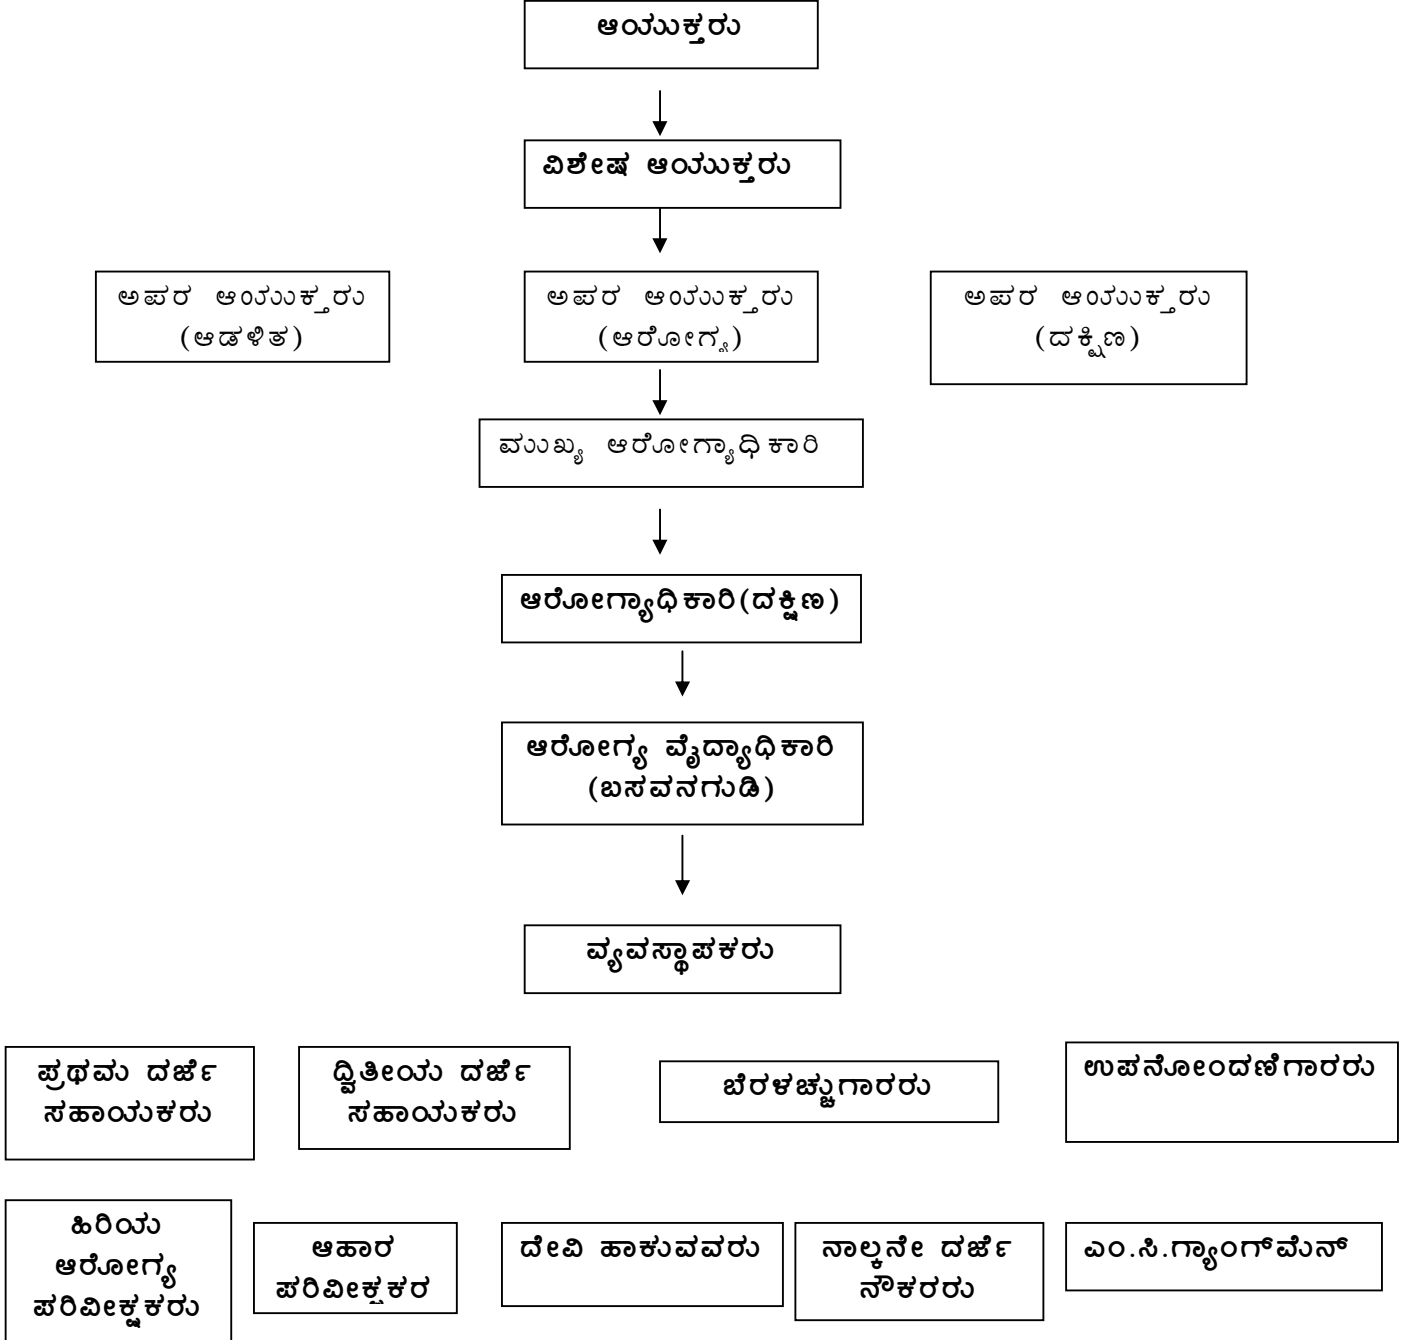 ಆಯುಕ್ತರು
ವಿಶೇಷ ಆಯುಕ್ತರು
ಅಪರ ಆಯುಕ್ತರು
(ಆಡಳಿತ)
ಅಪರ ಆಯುಕ್ತರು
(ಆರೋಗ್ಯ)
ಅಪರ ಆಯುಕ್ತರು
(ದಕ್ಷಿಣ)
ಮುಖ್ಯ ಆರೋಗ್ಯಾಧಿಕಾರಿ
ಆರೋಗ್ಯಾಧಿಕಾರಿ(ದಕ್ಷಿಣ)
ಆರೋಗ್ಯ ವೈದ್ಯಾಧಿಕಾರಿ
(ಬಸವನಗುಡಿ)
ವ್ಯವಸ್ಥಾಪಕರು
ಪ್ರಥಮ ದರ್ಜೆ
ಸಹಾಯಕರು
ದ್ವಿತೀಯ ದರ್ಜೆ
ಸಹಾಯಕರು
ಬೆರಳಚ್ಚುಗಾರರು
ಉಪನೋಂದಣಿಗಾರರು
ಹಿರಿಯ
ಆರೋಗ್ಯ
ಪರಿವೀಕ್ಷಕರು
ಆಹಾರ
ಪರಿವೀಕ್ಷಕರ
ದೇವಿ ಹಾಕುವವರು
ನಾಲ್ಕನೇ ದರ್ಜೆ
ನೌಕರರು
ಎಂ.ಸಿ.ಗ್ಯಾಂಗ್‌ಮೆನ್